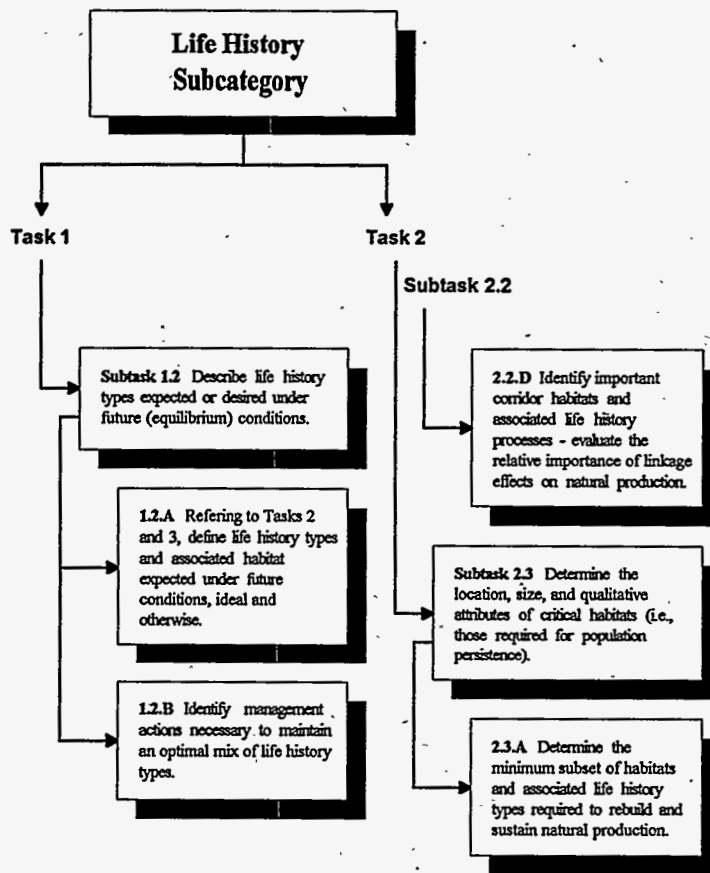 Life History
Subcategory
Task 1
Task 2
Subtask 1.2 Describe life history
types expected or desired under
future (equilibrium) conditions.
1.2.A Refering to Tasks 2
and 3, define life history types
and associated habitat
expected under future
conditions, ideal and
otherwise.
1.2.B Identify management
actions necessary to maintain
an optimal mix of life history
types.
Subtask 2.2
2.2.D Identify important
corridor habitats and
associated life history
processes - evaluate the
relative importance of linkage
effects on natural production.
Subtask 2.3 Determine the
location, size, and qualitative
attributes of critical habitats (i.e.,
those required for population
persistence).
2.3.A Determine the
minimum subset of habitats
and associated life history
types required to rebuild and
sustain natural production.